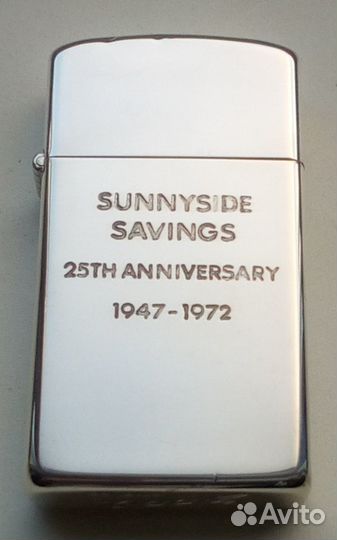 SUNNYSIDE
SAVINGS
25TH ANNIVERSARY
1947-1972
Avito